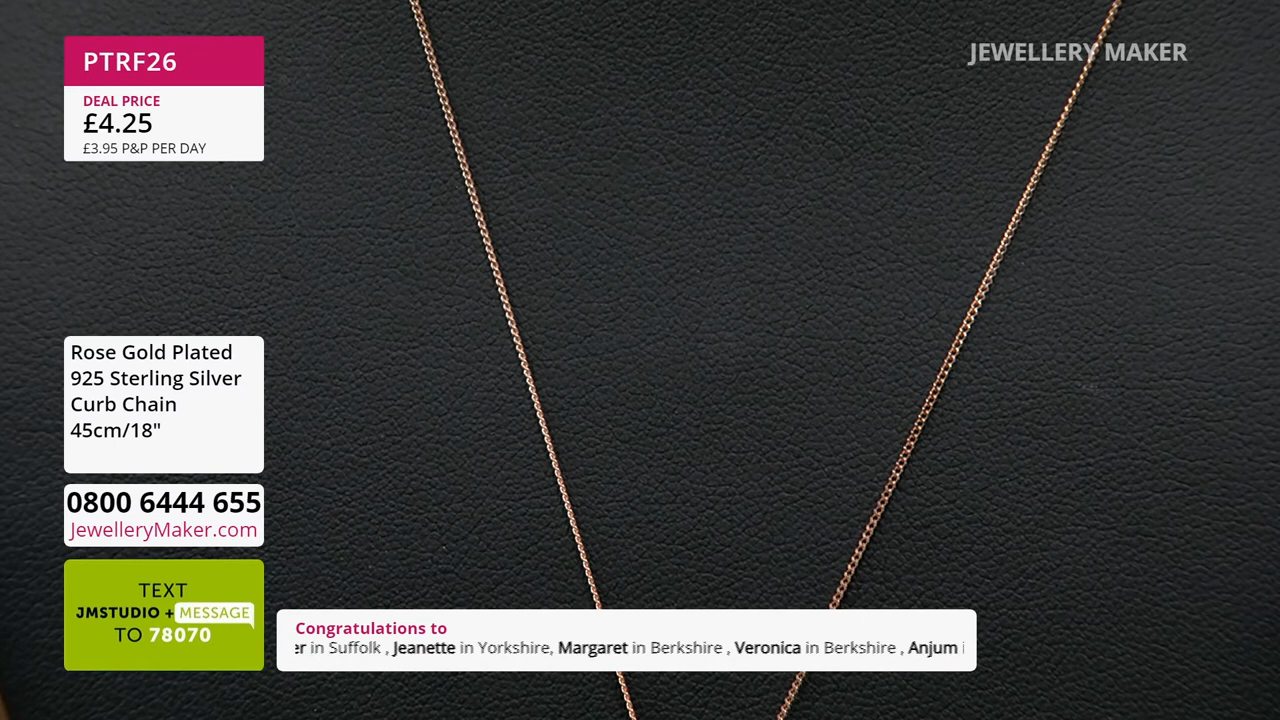 PTRF26
DEAL PRICE
£4.25
£3.95 P&P PER DAY
JEWELLERY MAKER
Rose Gold Plated
925 Sterling Silver
Curb Chain
45cm/18"
0800 6444 655
JewelleryMaker.com
TEXT
JMSTUDIO + MESSAGE
TO 78070
Congratulations to
er in Suffolk , Jeanette in Yorkshire, Margaret in Berkshire , Veronica in Berkshire , Anjum